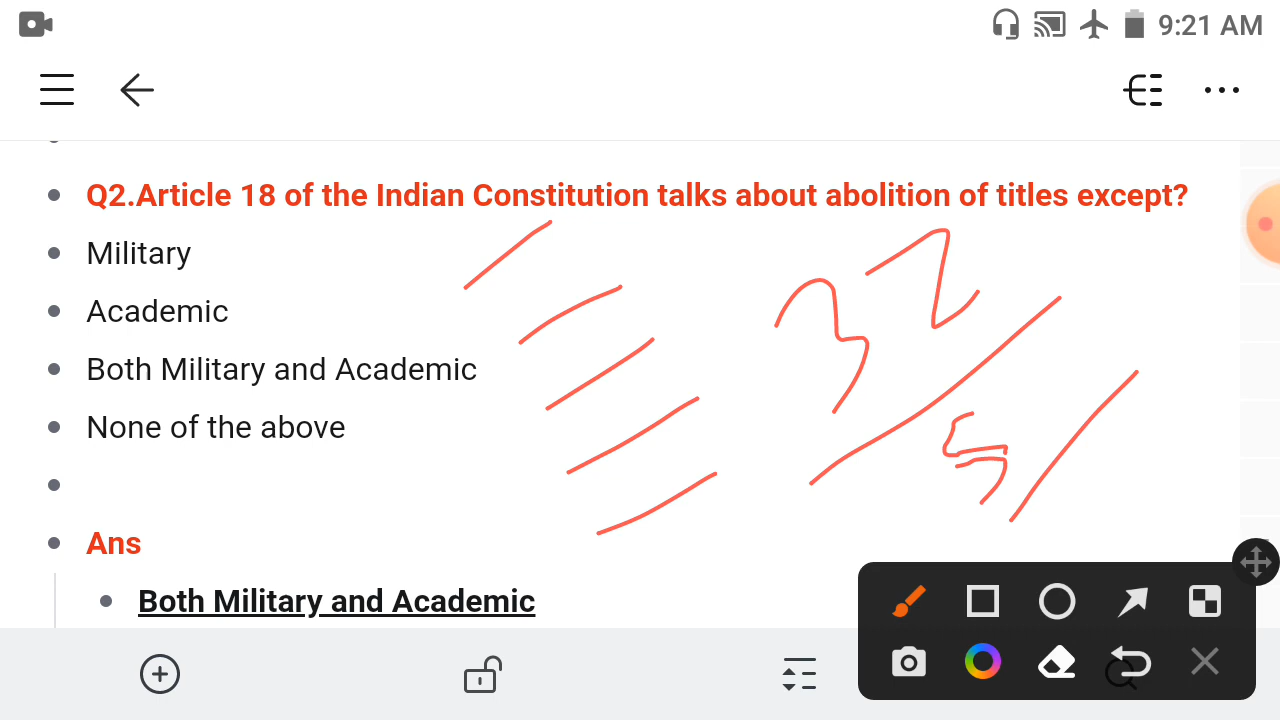 9:21 AM
Q2.Article 18 of the Indian Constitution talks about abolition of titles except?
Military
Academic
Both Military and Academic
None of the above
Ans
Both Military and Academic